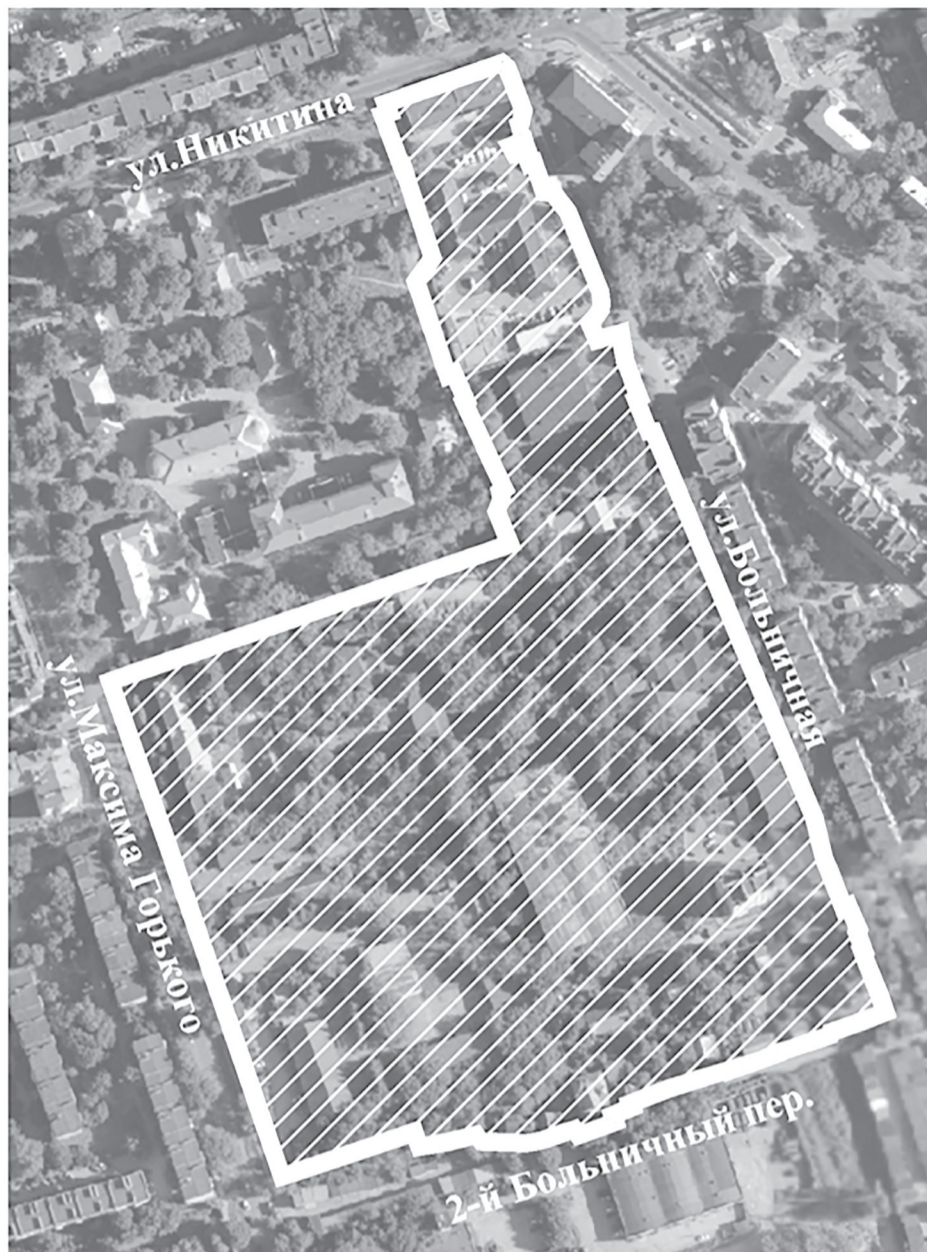 ул.Никитина
ул.Больничная
ул.Максима Горького
2-й Больничный пер.